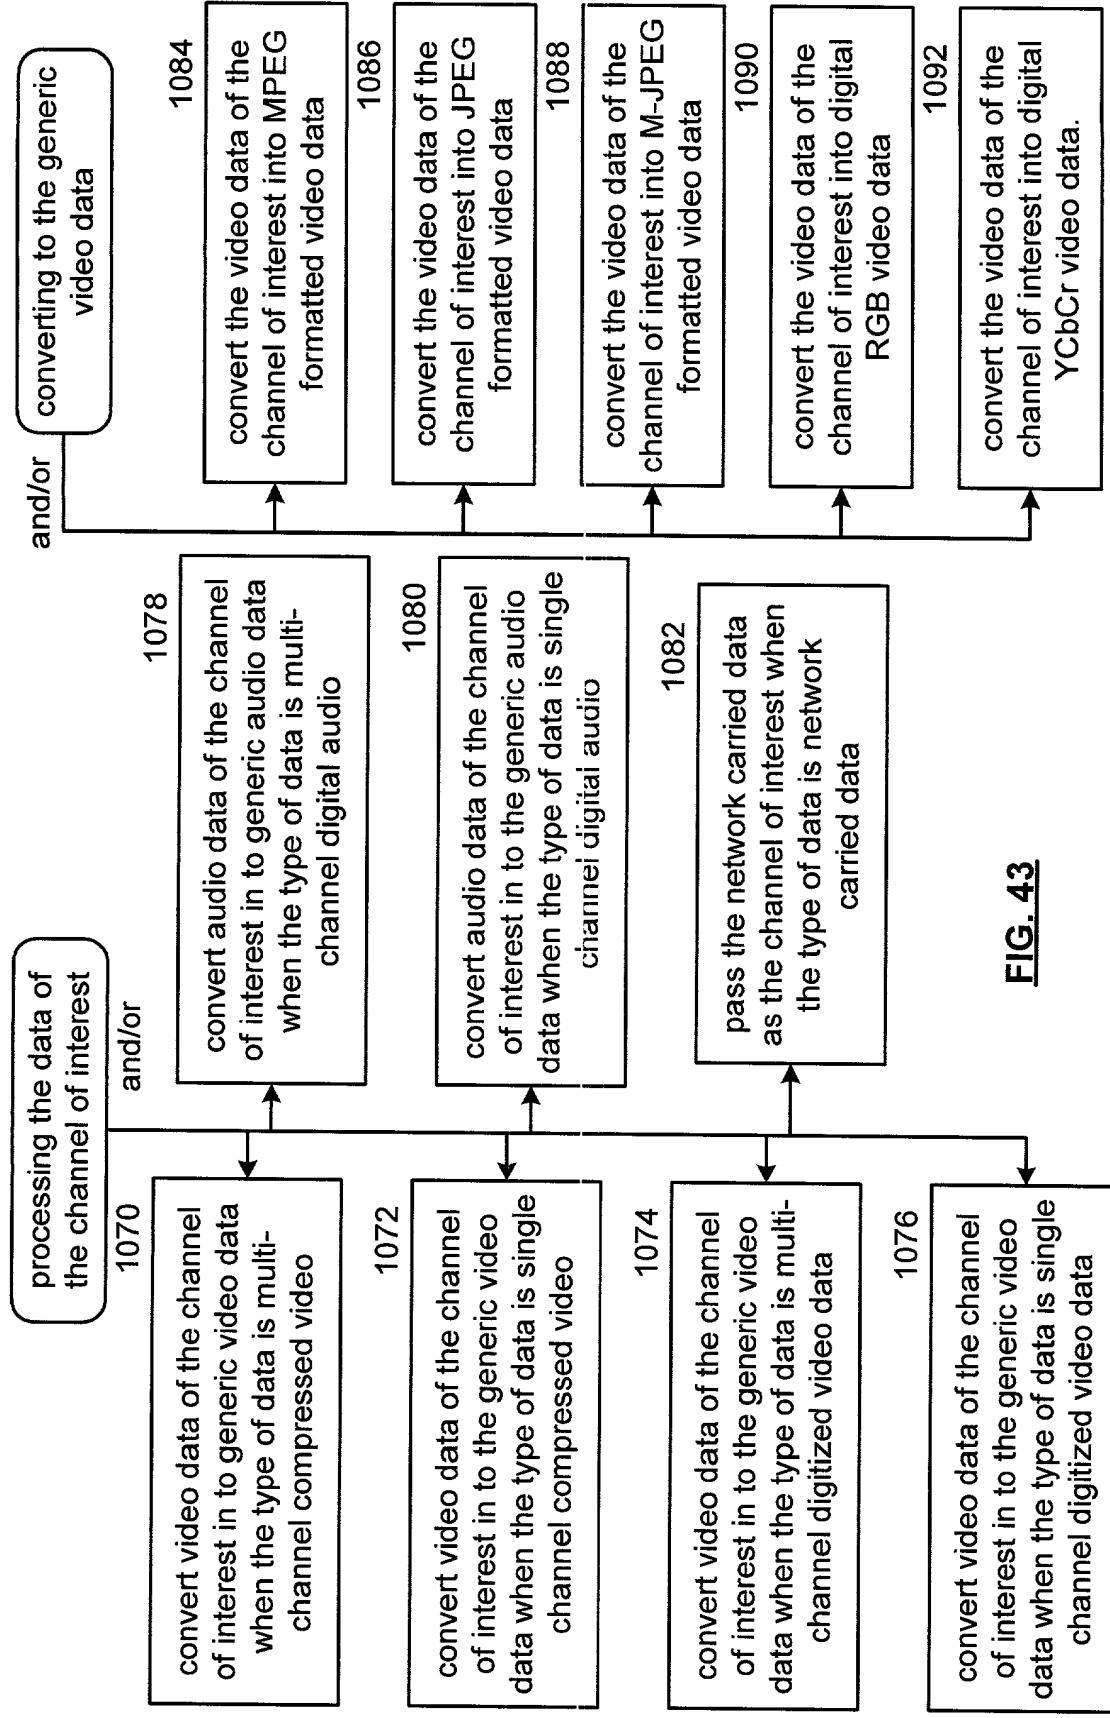 processing the data of
the channel of interest
and/or
1070
convert video data of the channel
of interest in to generic video data
when the type of data is multi-
channel compressed video
1072
convert video data of the channel
of interest in to the generic video
data when the type of data is single
channel compressed video
1074
convert video data of the channel
of interest in to the generic video
data when the type of data is multi-
channel digitized video data
1076
convert video data of the channel
of interest in to the generic video
data when the type of data is single
channel digitized video data
1078
convert audio data of the channel
of interest in to generic audio data
when the type of data is multi-
channel digital audio
1080
convert audio data of the channel
of interest in to the generic audio
data when the type of data is single
channel digital audio
1082
pass the network carried data
as the channel of interest when
the type of data is network
carried data
converting to the generic
video data
and/or
1084
convert the video data of the
channel of interest into MPEG
formatted video data
1086
convert the video data of the
channel of interest into JPEG
formatted video data
1088
convert the video data of the
channel of interest into M-JPEG
formatted video data
1090
convert the video data of the
channel of interest into digital
RGB video data
1092
convert the video data of the
channel of interest into digital
YCbCr video data.
FIG. 43